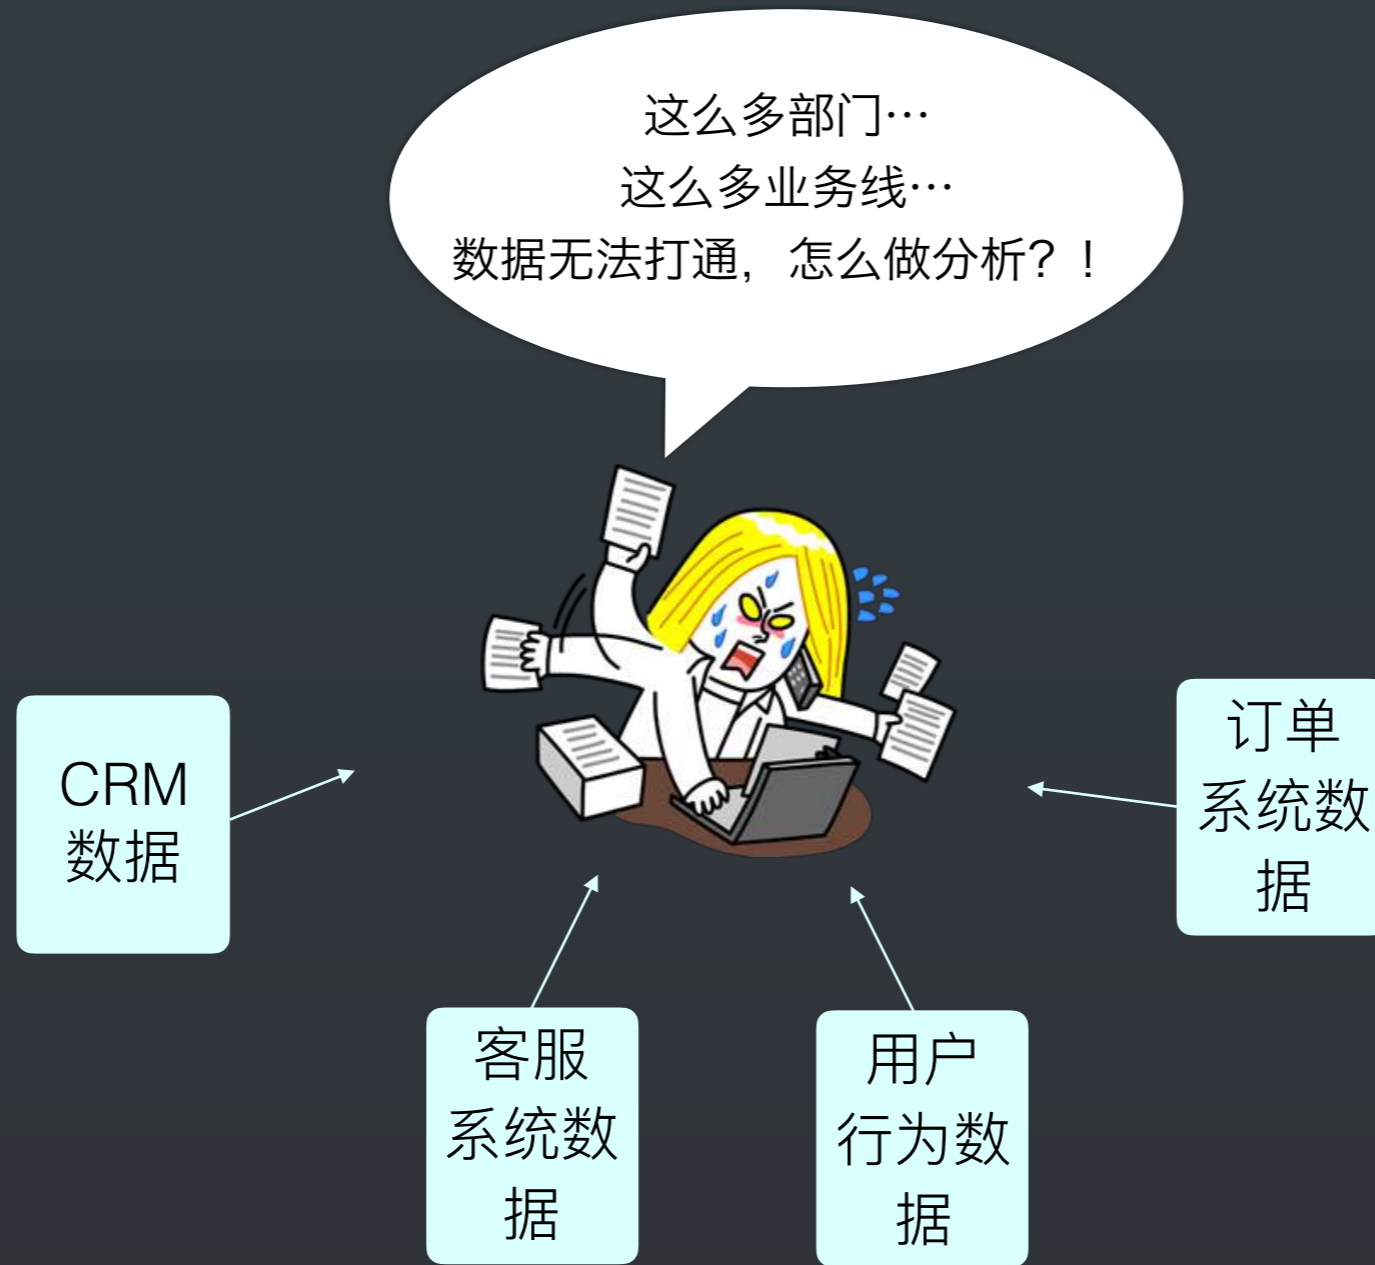 这么多部门…
这么多业务线…
数据无法打通，怎么做分析？！
CRM
数据
订单
系统数
据
客服
系统数
据
用户
行为数
据